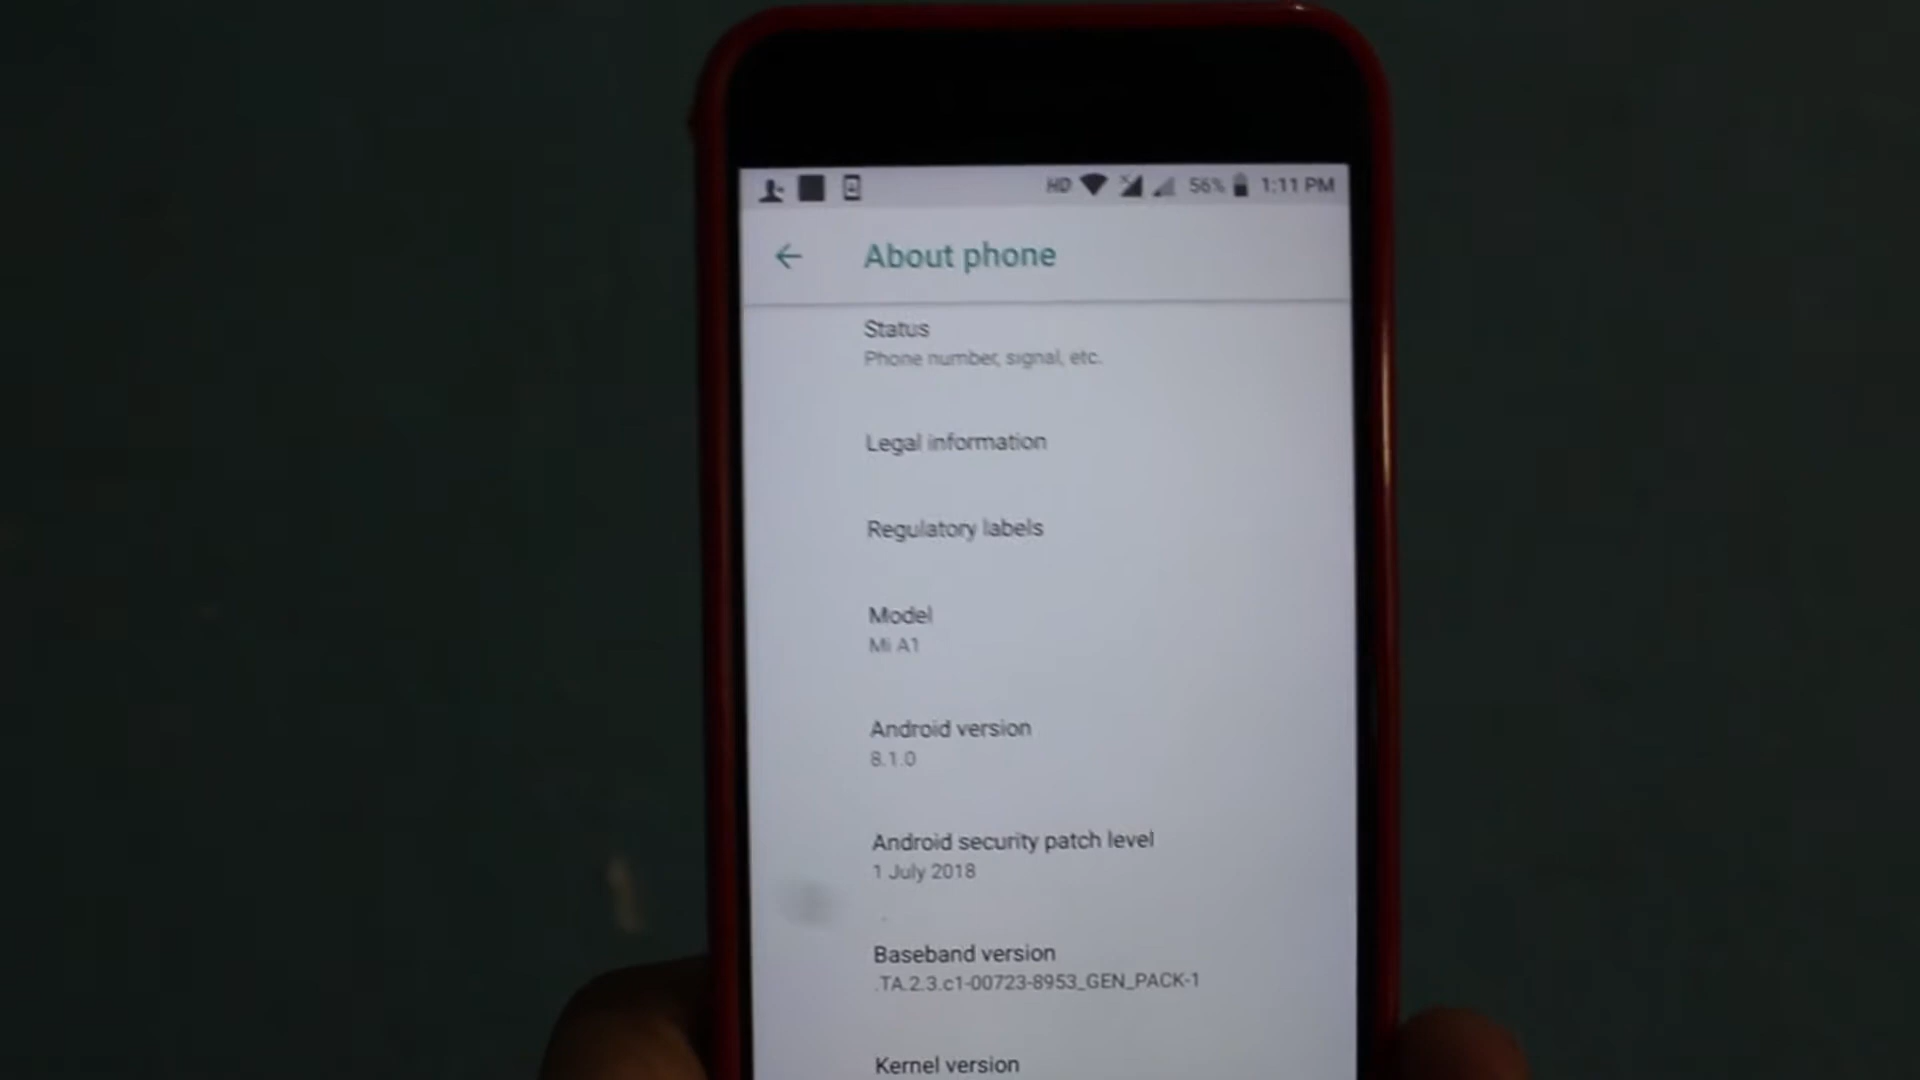 HD 56% 1:11 PM
About phone
Status
Phone number, signal, etc.
Legal information
Regulatory labels
Model
Mi A1
Android version
8.1.0
Android security patch level
1 July 2018
Baseband version
.TA.2.3.c1-00723-8953_GEN_PACK-1
Kernel version